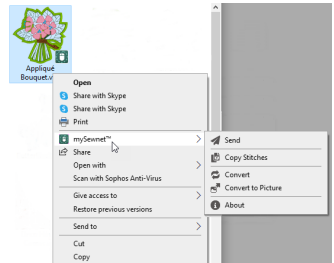 Appliqué
Bouquet.v
Open
Share with Skype
Share with Skype
Print
mySewnet™
Share
Open with
Scan with Sophos Anti-Virus
Give access to
Restore previous versions
Send to
Cut
Copy
Send
Copy Stitches
Convert
Convert to Picture
About